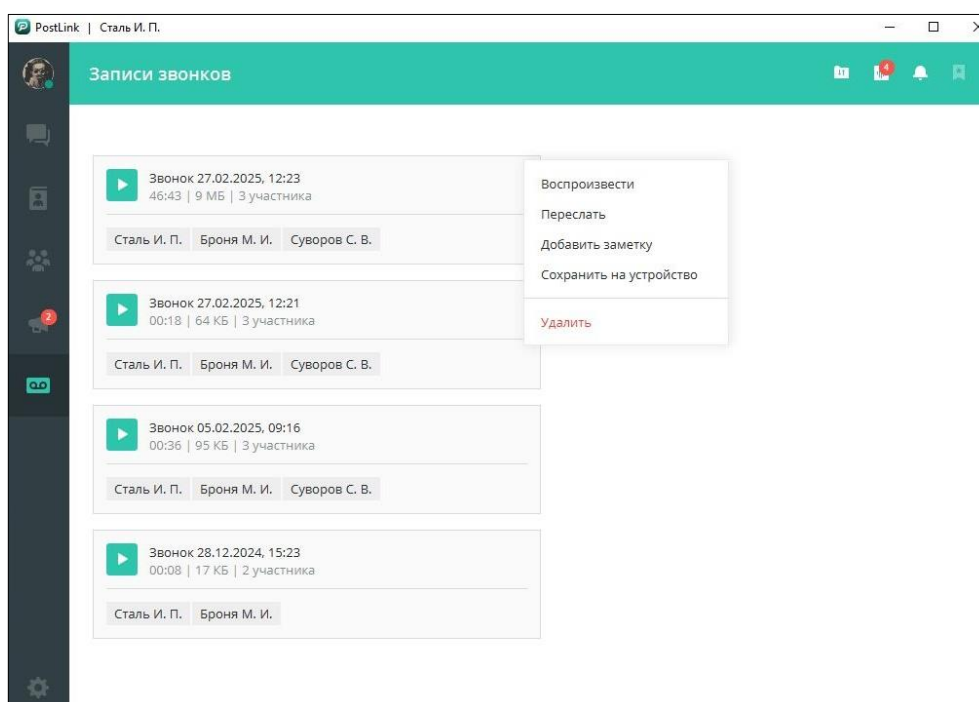 PostLink | Сталь И. П.
Записи звонков
4
2
Звонок 27.02.2025, 12:23
46:43 | 9 МБ | 3 участника
Сталь И. П. Броня М. И. Суворов С. В.
Воспроизвести
Переслать
Добавить заметку
Сохранить на устройство
Удалить
Звонок 27.02.2025, 12:21
00:18 | 64 КБ | 3 участника
Сталь И. П. Броня М. И. Суворов С. В.
Звонок 05.02.2025, 09:16
00:36 | 95 КБ | 3 участника
Сталь И. П. Броня М. И. Суворов С. В.
Звонок 28.12.2024, 15:23
00:08 | 17 КБ | 2 участника
Сталь И. П. Броня М. И.